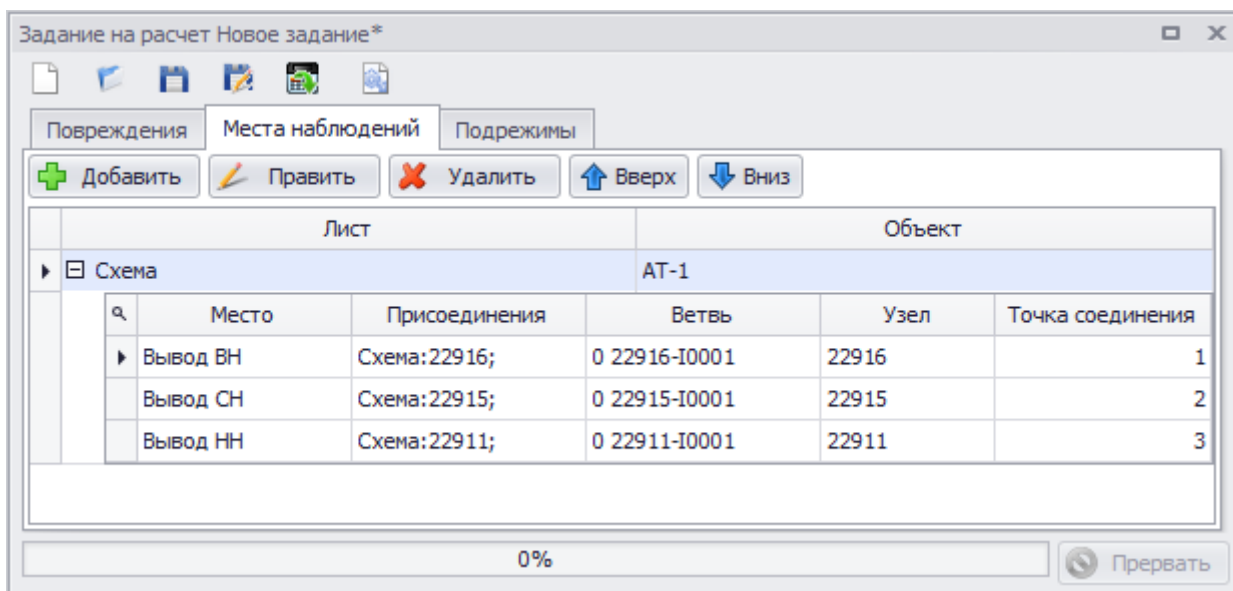 Задание на расчет Новое задание*
Повреждения Места наблюдений Подрежимы
Добавить Править Удалить Вверх Вниз
Лист Объект
Схема АТ-1
Место Присоединения Ветвь Узел Точка соединения
Вывод ВН Схема:22916; 0 22916-I0001 22916 1
Вывод СН Схема:22915; 0 22915-I0001 22915 2
Вывод НН Схема:22911; 0 22911-I0001 22911 3
0% Прервать